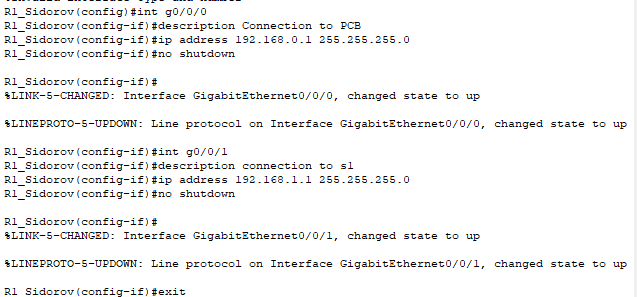 R1_Sidorov(config)#int g0/0/0
R1_Sidorov(config-if)#description Connection to PCB
R1_Sidorov(config-if)#ip address 192.168.0.1 255.255.255.0
R1_Sidorov(config-if)#no shutdown
R1_Sidorov(config-if)#
%LINK-5-CHANGED: Interface GigabitEthernet0/0/0, changed state to up
%LINEPROTO-5-UPDOWN: Line protocol on Interface GigabitEthernet0/0/0, changed state to up
R1_Sidorov(config-if)#int g0/0/1
R1_Sidorov(config-if)#description connection to s1
R1_Sidorov(config-if)#ip address 192.168.1.1 255.255.255.0
R1_Sidorov(config-if)#no shutdown
R1_Sidorov(config-if)#
%LINK-5-CHANGED: Interface GigabitEthernet0/0/1, changed state to up
%LINEPROTO-5-UPDOWN: Line protocol on Interface GigabitEthernet0/0/1, changed state to up
R1_Sidorov(config-if)#exit